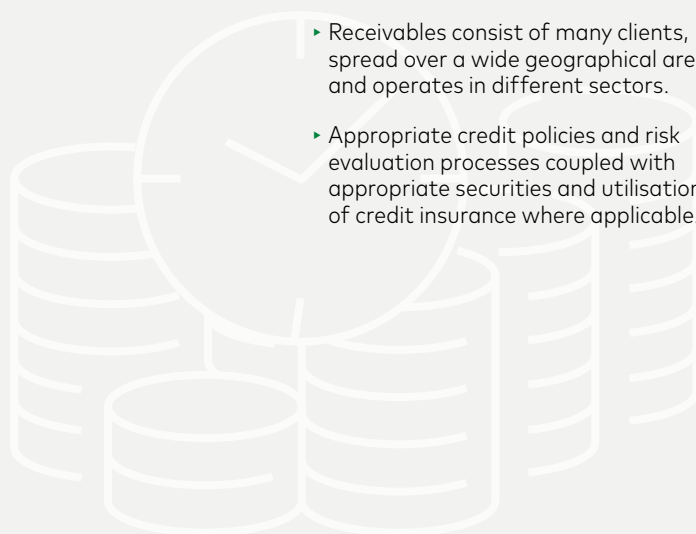 ‣ Receivables consist of many clients,
spread over a wide geographical are
and operates in different sectors.
‣ Appropriate credit policies and risk
evaluation processes coupled with
appropriate securities and utilisation
of credit insurance where applicable.